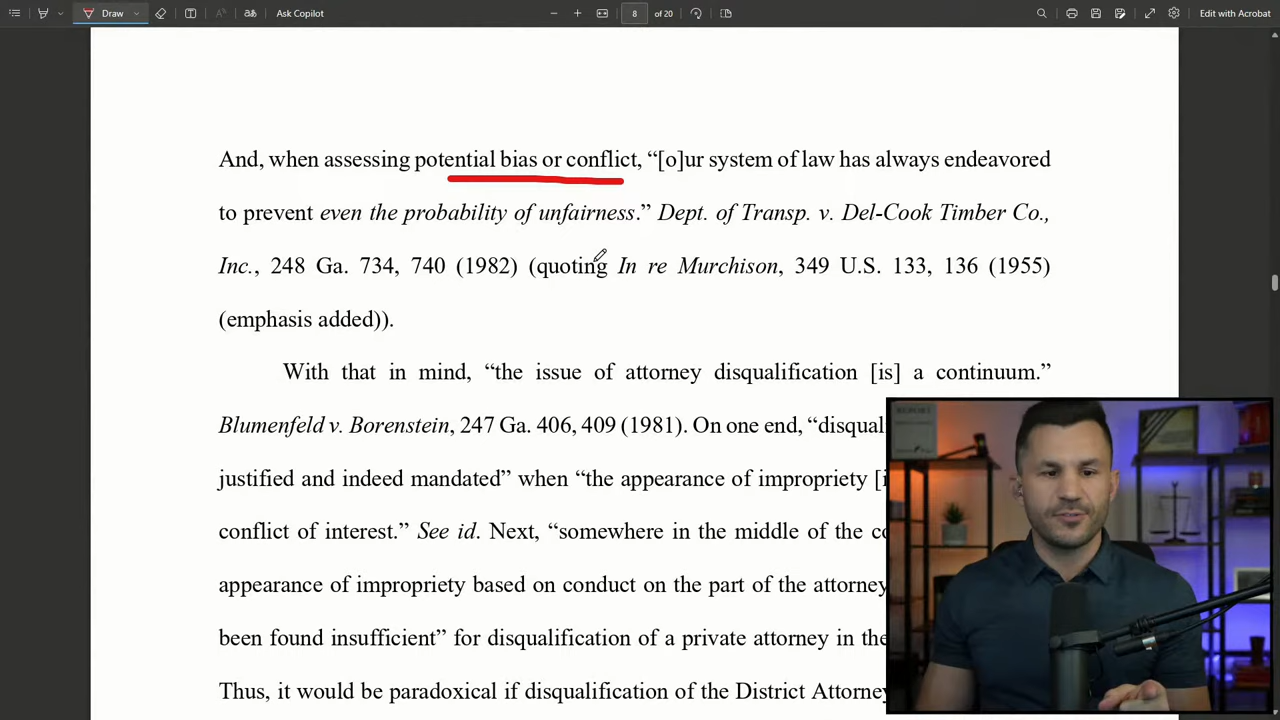 Draw
Ask Copilot
8 of 20
Edit with Acrobat
And, when assessing potential bias or conflict, “[o]ur system of law has always endeavored
to prevent even the probability of unfairness.” Dept. of Transp. v. Del-Cook Timber Co.,
Inc., 248 Ga. 734, 740 (1982) (quoting In re Murchison, 349 U.S. 133, 136 (1955)
(emphasis added)).
With that in mind, “the issue of attorney disqualification [is] a continuum.”
Blumenfeld v. Borenstein, 247 Ga. 406, 409 (1981). On one end, “disqual
justified and indeed mandated” when “the appearance of impropriety [i
conflict of interest.” See id. Next, “somewhere in the middle of the co
appearance of impropriety based on conduct on the part of the attorney
been found insufficient” for disqualification of a private attorney in the
Thus, it would be paradoxical if disqualification of the District Attorney